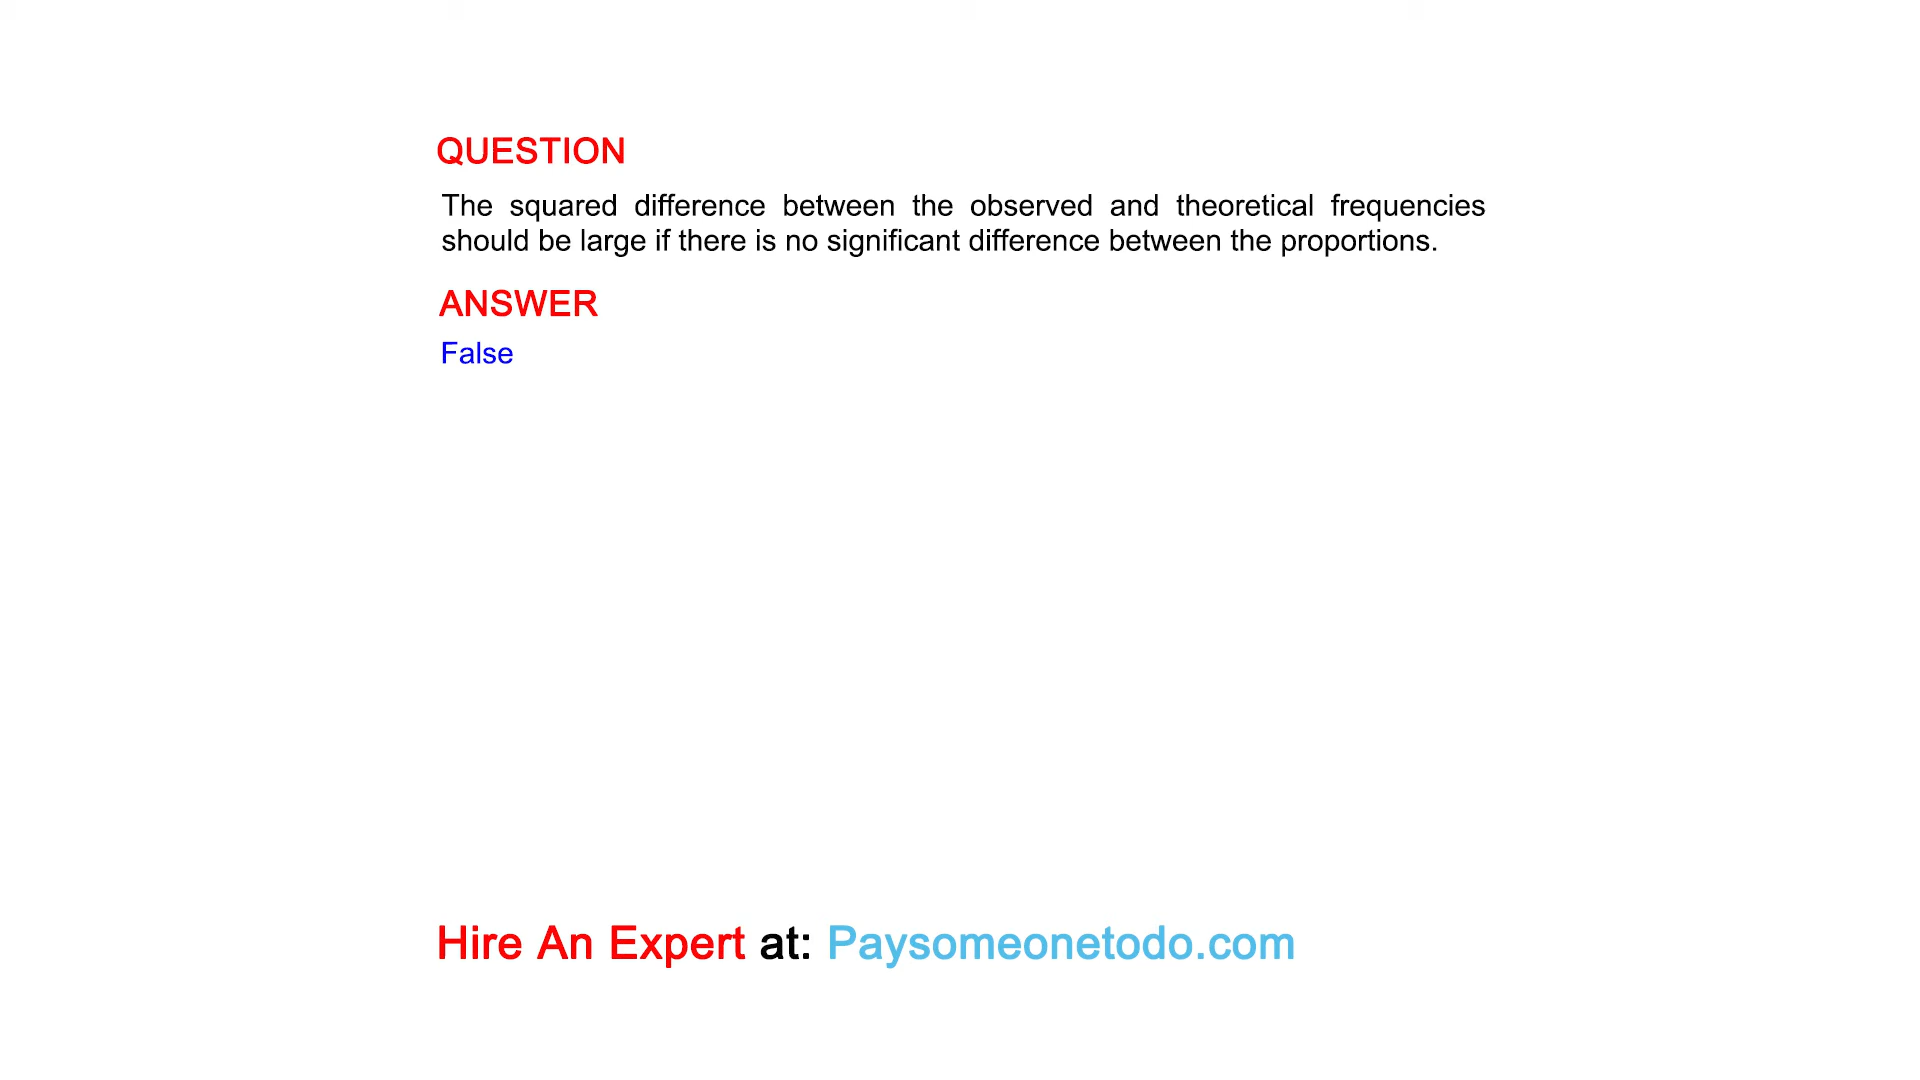 QUESTION
The squared difference between the observed and theoretical frequencies
should be large if there is no significant difference between the proportions.
ANSWER
False
Hire An Expert at: Paysomeonetodo.com